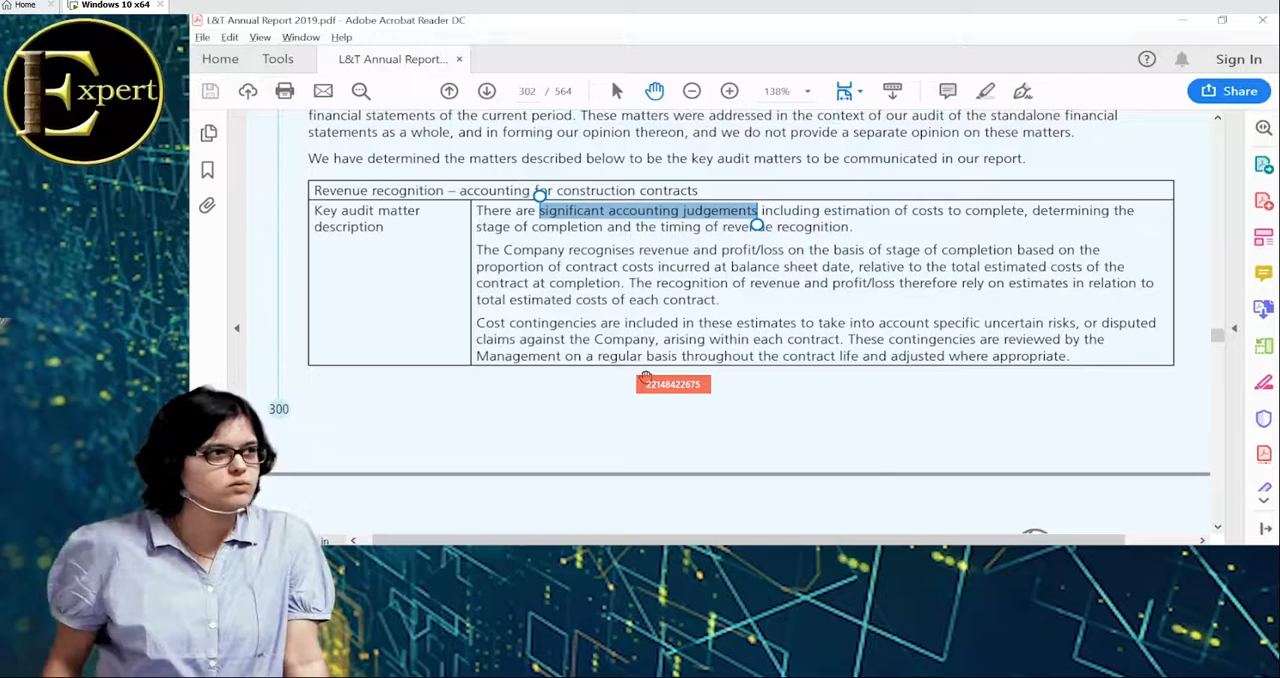 Home
Windows 10 x64
L&T Annual Report 2019.pdf - Adobe Acrobat Reader DC
File Edit View Window Help
Home Tools L&T Annual Report... ×
Sign In
302 / 564
138%
Share
Expert
financial statements of the current period. These matters were addressed in the context of our audit of the standalone financial
statements as a whole, and in forming our opinion thereon, and we do not provide a separate opinion on these matters.
We have determined the matters described below to be the key audit matters to be communicated in our report.
Revenue recognition – accounting for construction contracts
Key audit matter
description
There are significant accounting judgements including estimation of costs to complete, determining the
stage of completion and the timing of revenue recognition.
The Company recognises revenue and profit/loss on the basis of stage of completion based on the
proportion of contract costs incurred at balance sheet date, relative to the total estimated costs of the
contract at completion. The recognition of revenue and profit/loss therefore rely on estimates in relation to
total estimated costs of each contract.
Cost contingencies are included in these estimates to take into account specific uncertain risks, or disputed
claims against the Company, arising within each contract. These contingencies are reviewed by the
Management on a regular basis throughout the contract life and adjusted where appropriate.
22148422675
300
in